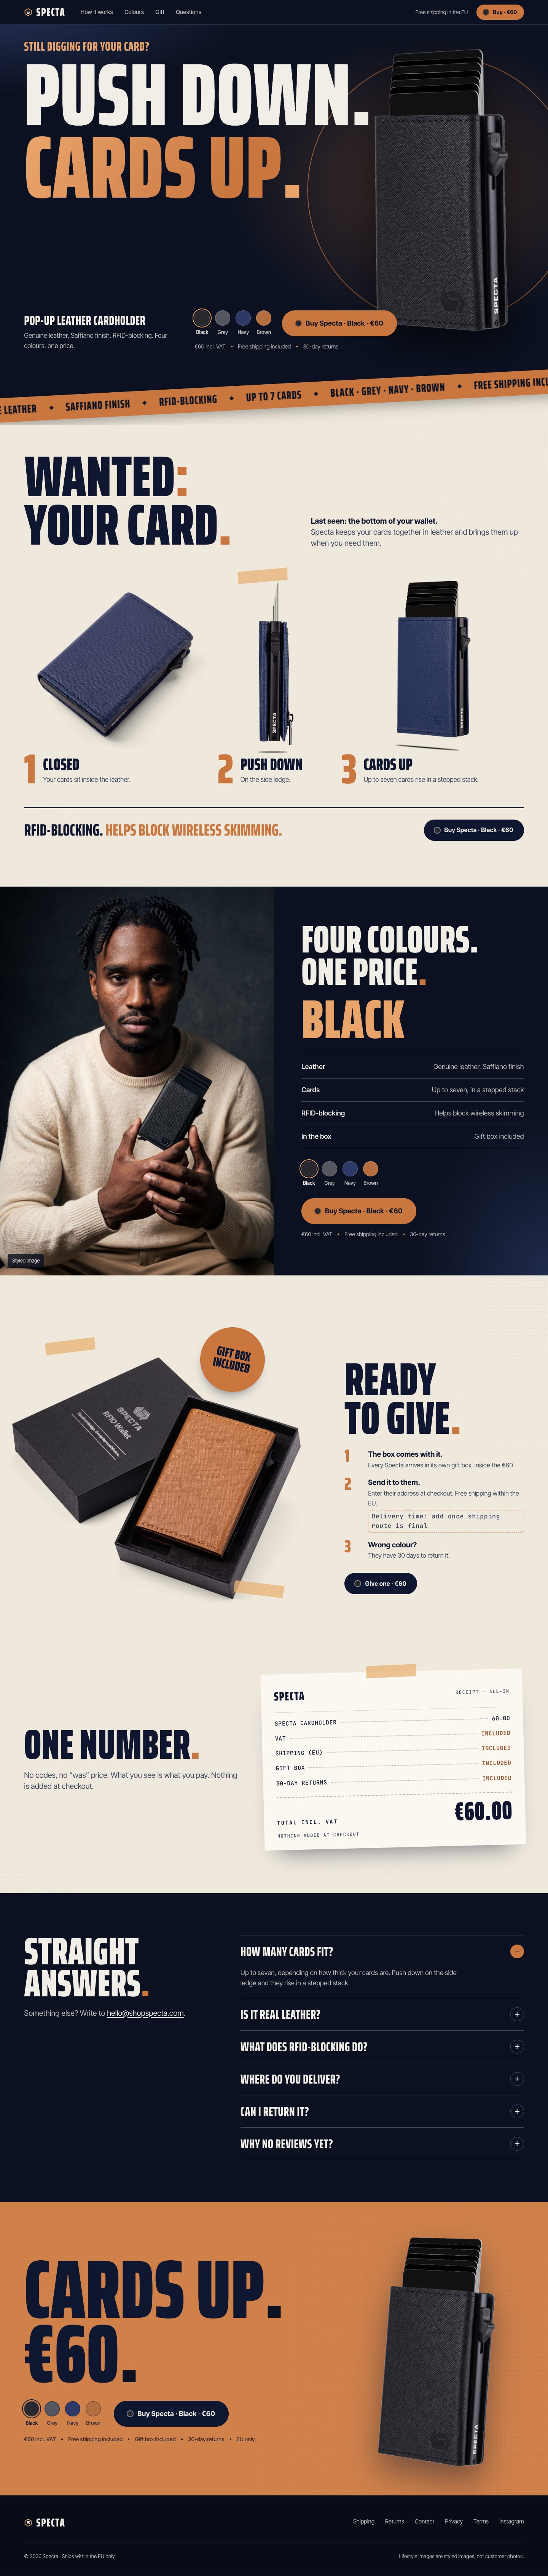 SPECTA
How it works
Colours
Gift
Questions
Free shipping in the EU
Buy · €60
STILL DIGGING FOR YOUR CARD?
PUSH DOWN.
CARDS UP.
SPECTA
POP-UP LEATHER CARDHOLDER
Genuine leather, Saffiano finish. RFID-blocking. Four
colours, one price.
Black
Grey
Navy
Brown
Buy Specta · Black · €60
€60 incl. VAT • Free shipping included • 30-day returns
E LEATHER ◆ SAFFIANO FINISH ◆ RFID-BLOCKING ◆ UP TO 7 CARDS ◆ BLACK · GREY · NAVY · BROWN ◆ FREE SHIPPING INCL
WANTED:
YOUR CARD.
Last seen: the bottom of your wallet.
Specta keeps your cards together in leather and brings them up
when you need them.
SPECTA
SPECTA
1 CLOSED
Your cards sit inside the leather.
2 PUSH DOWN
On the side ledge.
3 CARDS UP
Up to seven cards rise in a stepped stack.
RFID-BLOCKING. HELPS BLOCK WIRELESS SKIMMING.
Buy Specta · Black · €60
FOUR COLOURS.
ONE PRICE.
BLACK
Leather
Genuine leather, Saffiano finish
Cards
Up to seven, in a stepped stack
RFID-blocking
Helps block wireless skimming
In the box
Gift box included
Black
Grey
Navy
Brown
Buy Specta · Black · €60
€60 incl. VAT • Free shipping included • 30-day returns
Styled image
GIFT BOX
INCLUDED
SPECTA
RFID Wallet
READY
TO GIVE.
1 The box comes with it.
Every Specta arrives in its own gift box, inside the €60.
2 Send it to them.
Enter their address at checkout. Free shipping within the
EU.
Delivery time: add once shipping
route is final
3 Wrong colour?
They have 30 days to return it.
Give one · €60
ONE NUMBER.
No codes, no “was” price. What you see is what you pay. Nothing
is added at checkout.
SPECTA
RECEIPT · ALL-IN
SPECTA CARDHOLDER 60.00
VAT INCLUDED
SHIPPING (EU) INCLUDED
GIFT BOX INCLUDED
30-DAY RETURNS INCLUDED
TOTAL INCL. VAT €60.00
NOTHING ADDED AT CHECKOUT
STRAIGHT
ANSWERS.
Something else? Write to hello@shopspecta.com.
HOW MANY CARDS FIT?
Up to seven, depending on how thick your cards are. Push down on the side
ledge and they rise in a stepped stack.
IS IT REAL LEATHER?
WHAT DOES RFID-BLOCKING DO?
WHERE DO YOU DELIVER?
CAN I RETURN IT?
WHY NO REVIEWS YET?
CARDS UP.
€60.
Black
Grey
Navy
Brown
Buy Specta · Black · €60
€60 incl. VAT • Free shipping included • Gift box included • 30-day returns • EU only
SPECTA
SPECTA
Shipping
Returns
Contact
Privacy
Terms
Instagram
© 2026 Specta · Ships within the EU only
Lifestyle images are styled images, not customer photos.